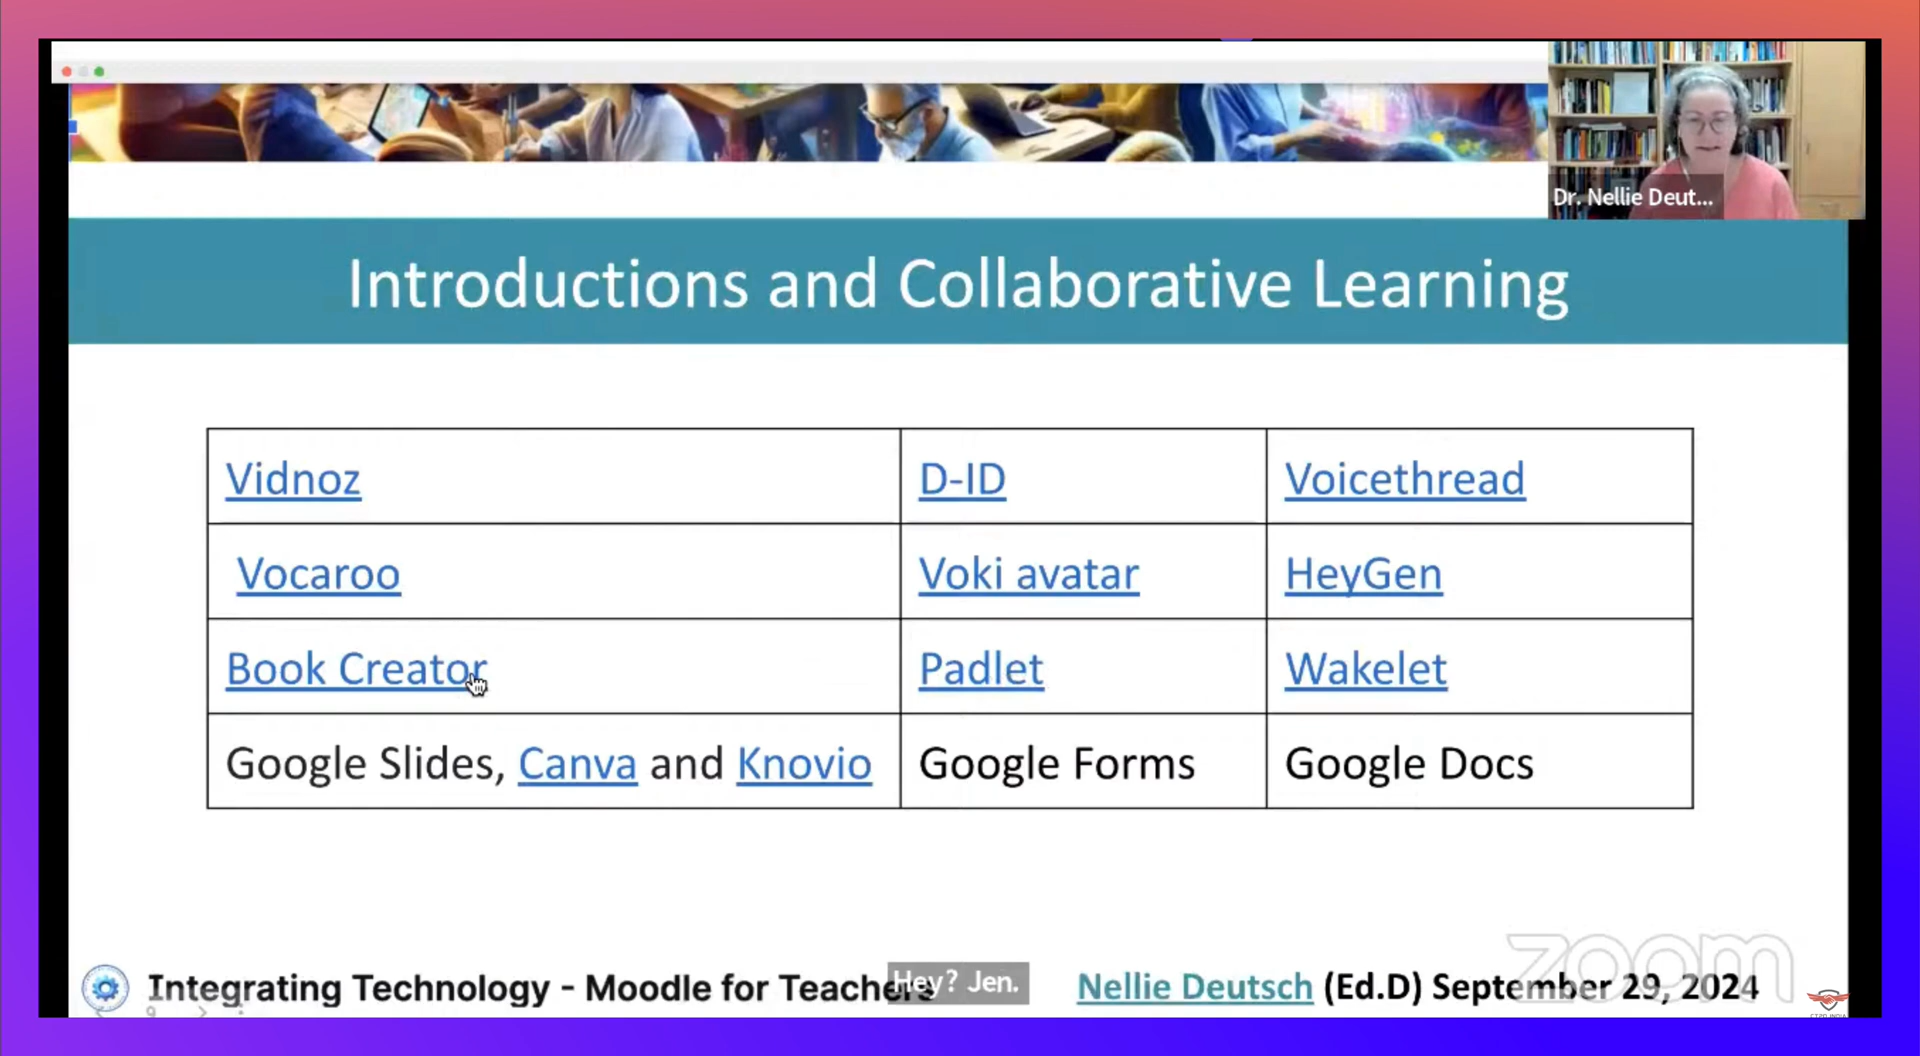 Dr. Nellie Deut...
Introductions and Collaborative Learning
Vidnoz
D-ID
Voicethread
Vocaroo
Voki avatar
HeyGen
Book Creator
Padlet
Wakelet
Google Slides, Canva and Knovio
Google Forms
Google Docs
zoom
Integrating Technology - Moodle for Teachers
Hey? Jen.
Nellie Deutsch (Ed.D) September 29, 2024